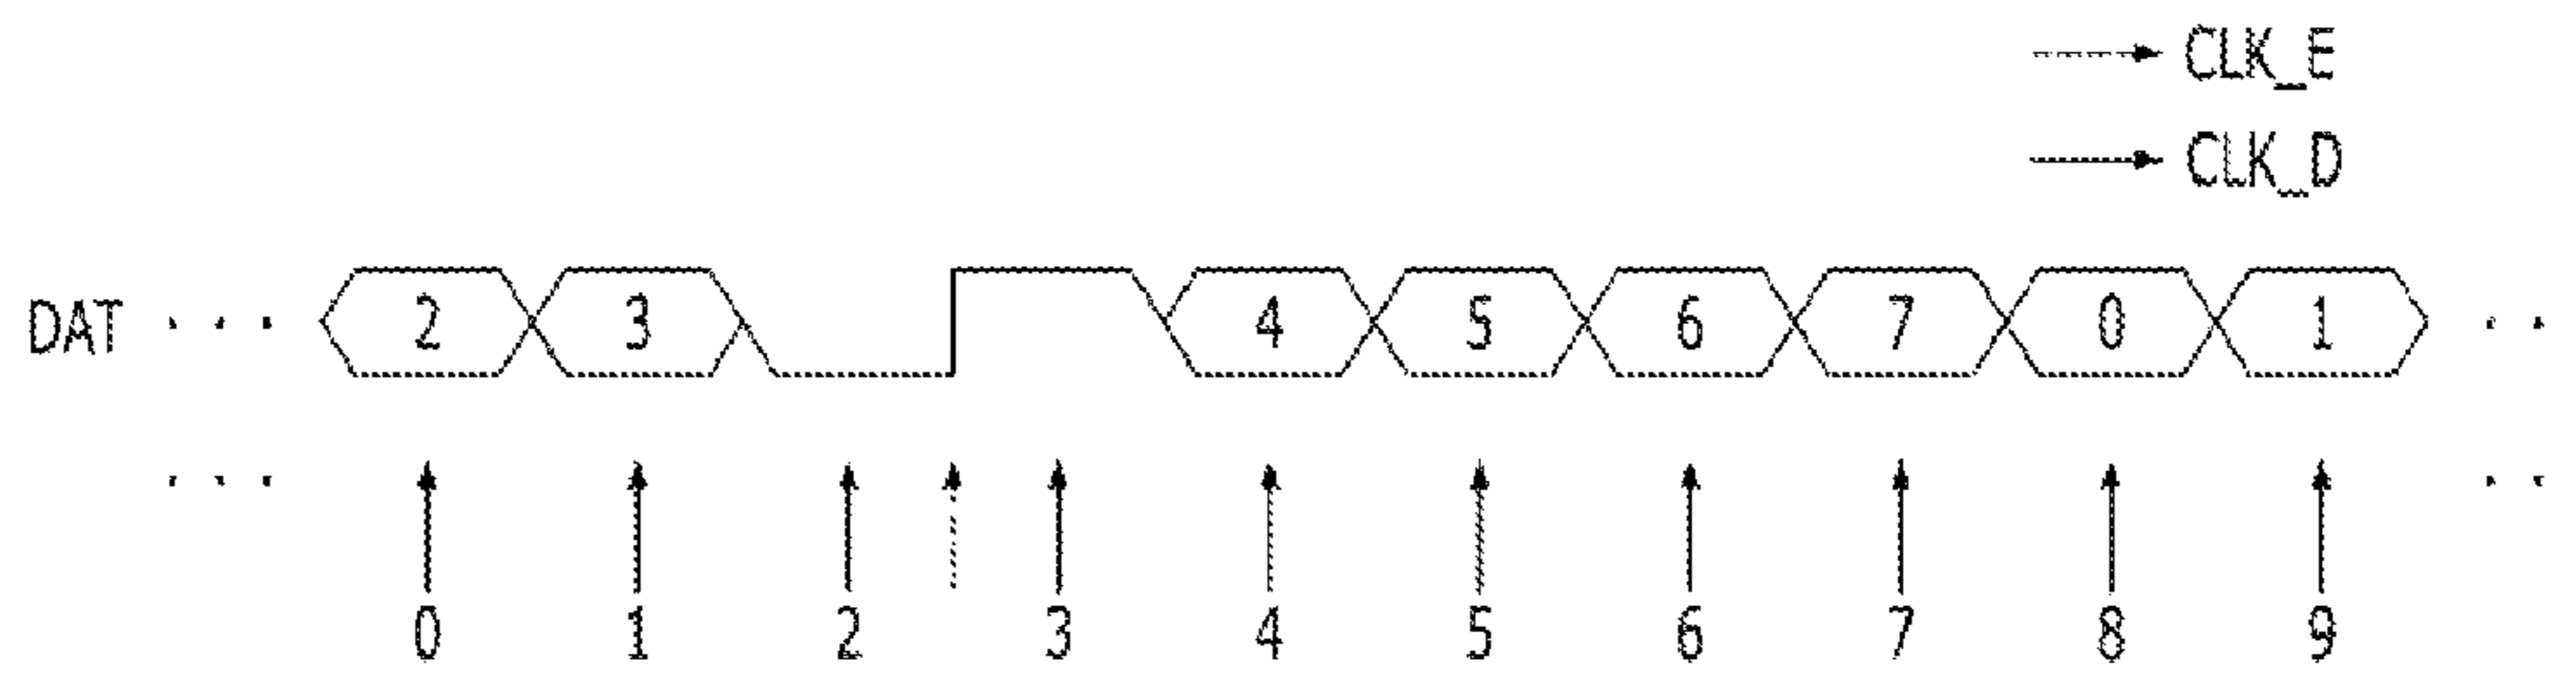 CLK_E
CLK_D
DAT ··· 2 3 4 5 6 7 0 1 ··
··· ··
0 1 2 3 4 5 6 7 8 9